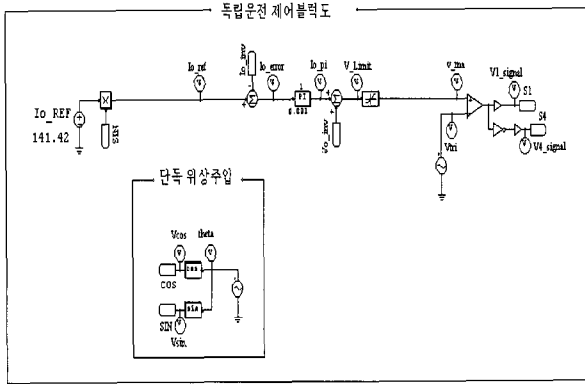 독립운전 제어블럭도
Io_inv
Io_ref
Io_error
Io_pi
V_Limit
v_ma
V1_signal
S1
PI
Io_REF
141.42
SIN
Vo_inv
Vtri
S4
V4_signal
단독 위상주입
Vcos
theta
cos
COS
sin
SIN
Vsin